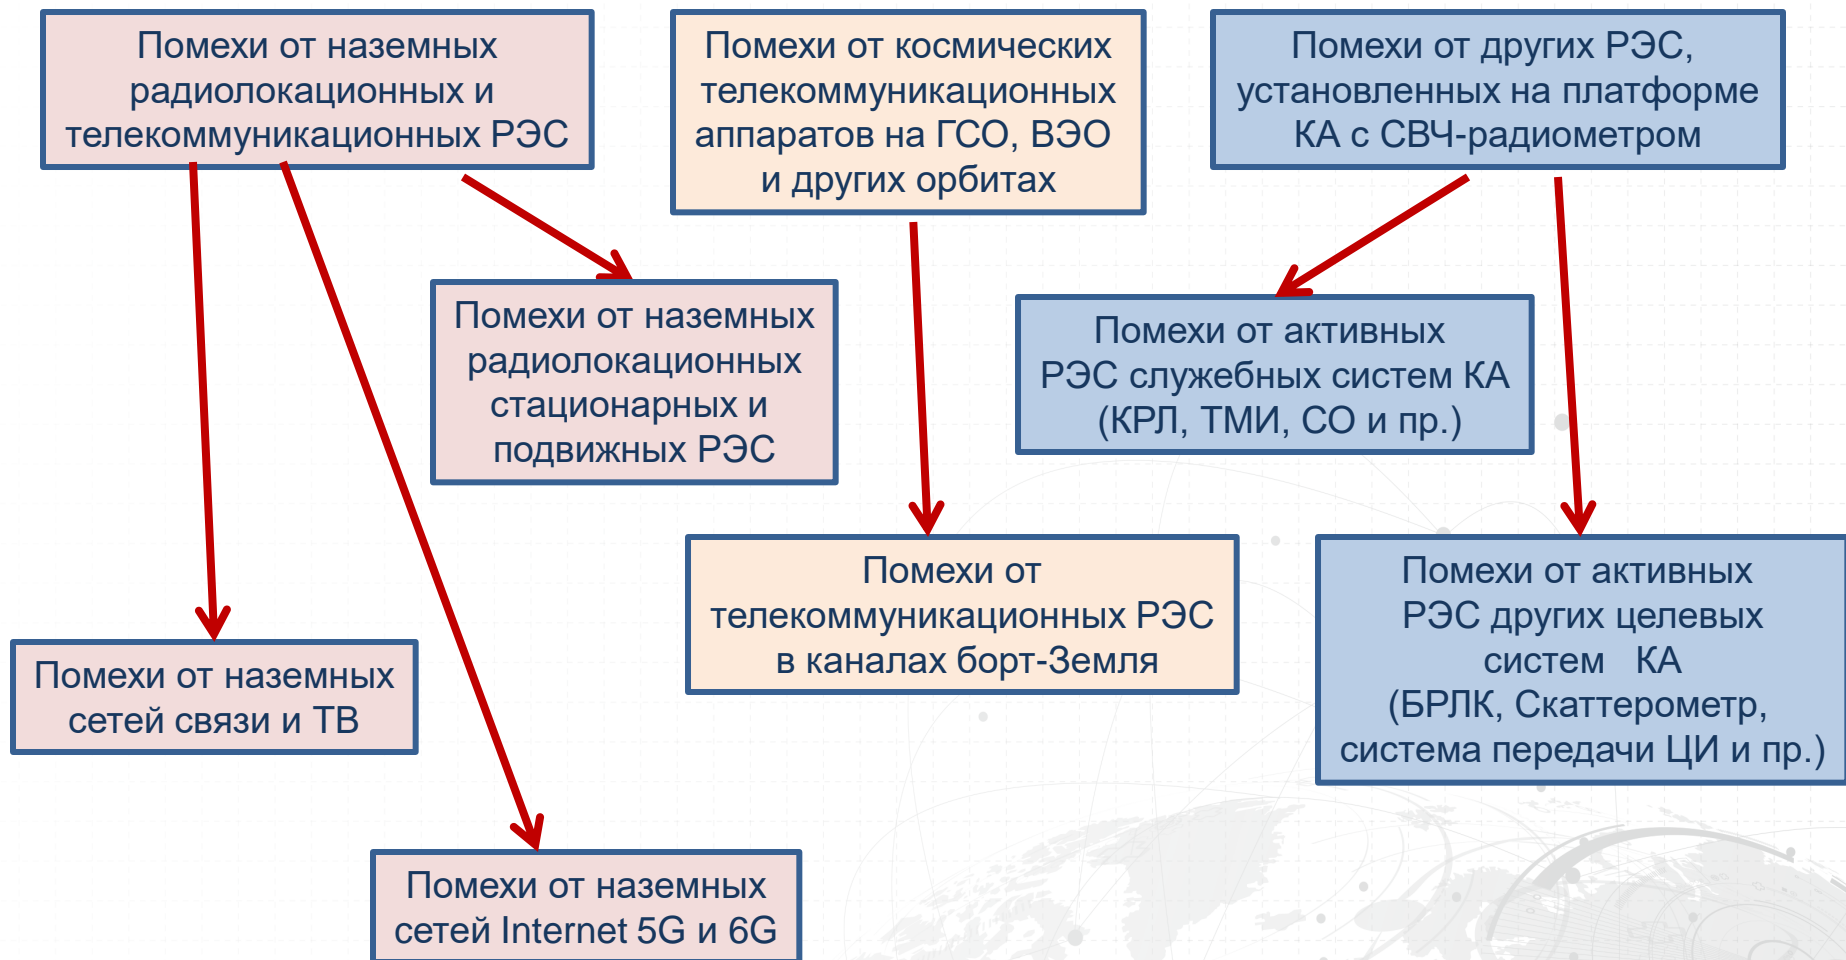 Помехи от наземных
радиолокационных и
телекоммуникационных РЭС
Помехи от космических
телекоммуникационных
аппаратов на ГСО, ВЭО
и других орбитах
Помехи от других РЭС,
установленных на платформе
КА с СВЧ-радиометром
Помехи от наземных
радиолокационных
стационарных и
подвижных РЭС
Помехи от активных
РЭС служебных систем КА
(КРЛ, ТМИ, СО и пр.)
Помехи от
телекоммуникационных РЭС
в каналах борт-Земля
Помехи от активных
РЭС других целевых
систем КА
(БРЛК, Скаттерометр,
система передачи ЦИ и пр.)
Помехи от наземных
сетей связи и ТВ
Помехи от наземных
сетей Internet 5G и 6G